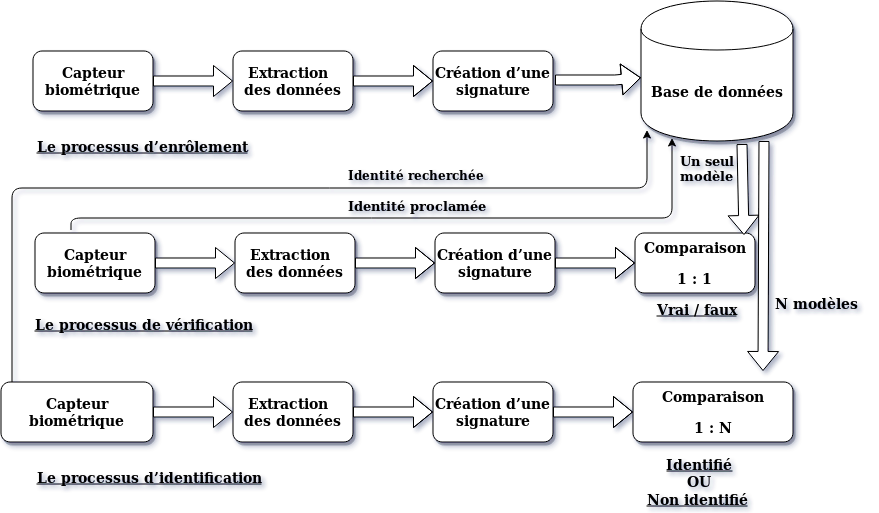 Capteur
biométrique
Extraction
des données
Création d’une
signature
Base de données
Le processus d’enrôlement
Identité recherchée
Identité proclamée
Un seul
modèle
Capteur
biométrique
Extraction
des données
Création d’une
signature
Comparaison
1 : 1
Vrai / faux
N modèles
Le processus de vérification
Capteur
biométrique
Extraction
des données
Création d’une
signature
Comparaison
1 : N
Le processus d’identification
Identifié
OU
Non identifié